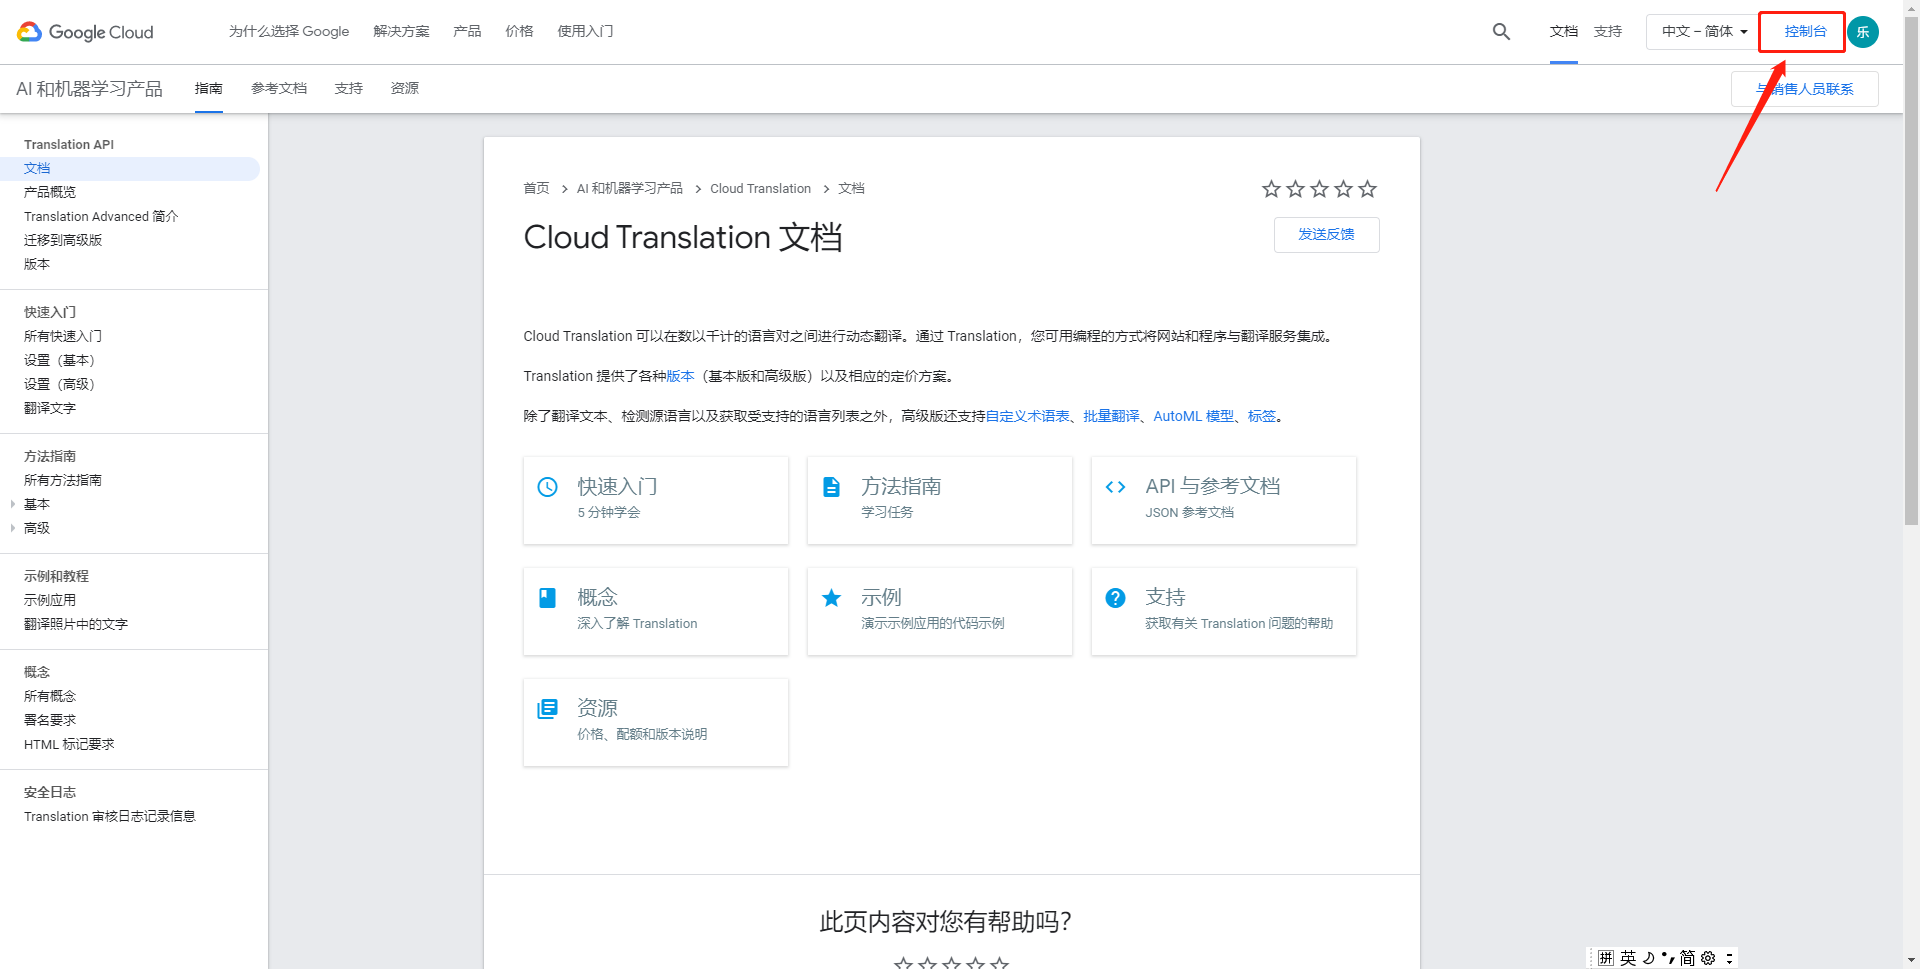 Google Cloud
为什么选择 Google
解决方案
产品
价格
使用入门
文档
支持
中文 – 简体
控制台
乐
AI 和机器学习产品
指南
参考文档
支持
资源
与销售人员联系
Translation API
文档
产品概览
Translation Advanced 简介
迁移到高级版
版本
快速入门
所有快速入门
设置（基本）
设置（高级）
翻译文字
方法指南
所有方法指南
基本
高级
示例和教程
示例应用
翻译照片中的文字
概念
所有概念
署名要求
HTML 标记要求
安全日志
Translation 审核日志记录信息
首页 > AI 和机器学习产品 > Cloud Translation > 文档
Cloud Translation 文档
发送反馈
Cloud Translation 可以在数以千计的语言对之间进行动态翻译。通过 Translation，您可用编程的方式将网站和程序与翻译服务集成。
Translation 提供了各种版本（基本版和高级版）以及相应的定价方案。
除了翻译文本、检测源语言以及获取受支持的语言列表之外，高级版还支持自定义术语表、批量翻译、AutoML 模型、标签。
快速入门
5 分钟学会
方法指南
学习任务
API 与参考文档
JSON 参考文档
概念
深入了解 Translation
示例
演示示例应用的代码示例
支持
获取有关 Translation 问题的帮助
资源
价格、配额和版本说明
此页内容对您有帮助吗？
拼 英 简